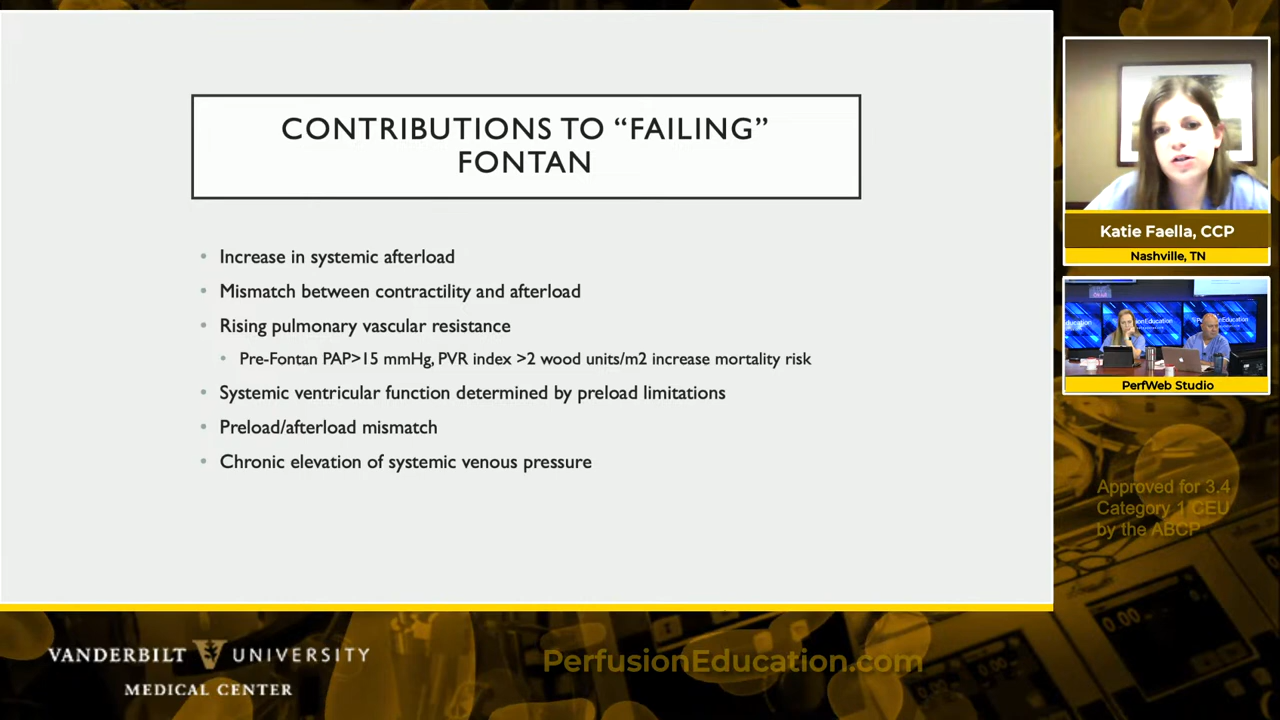 CONTRIBUTIONS TO “FAILING”
FONTAN
• Increase in systemic afterload
• Mismatch between contractility and afterload
• Rising pulmonary vascular resistance
• Pre-Fontan PAP>15 mmHg, PVR index >2 wood units/m2 increase mortality risk
• Systemic ventricular function determined by preload limitations
• Preload/afterload mismatch
• Chronic elevation of systemic venous pressure
Katie Faella, CCP
Nashville, TN
PerfWeb Studio
Approved for 3.4
Category 1 CEU
by the ABCP
VANDERBILT UNIVERSITY
MEDICAL CENTER
PerfusionEducation.com